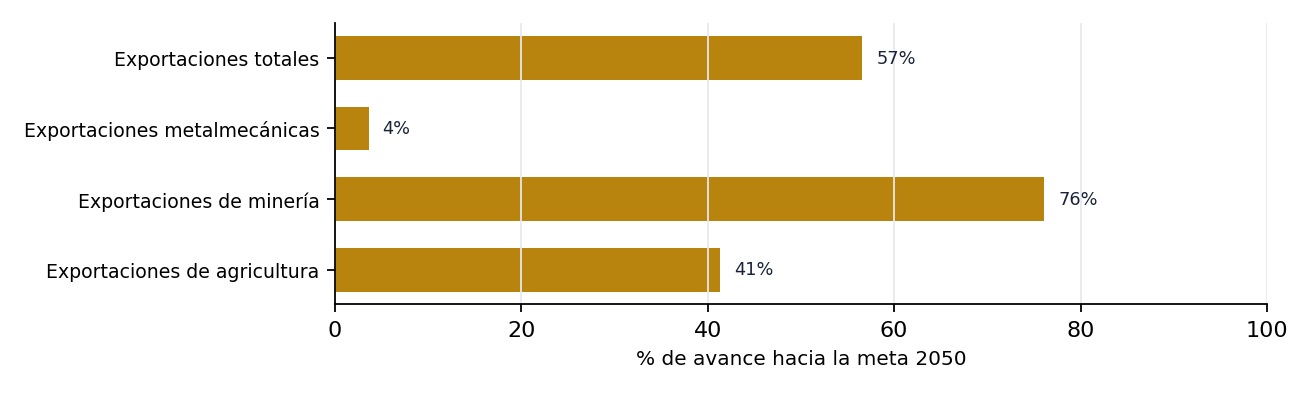 Exportaciones totales 57%
Exportaciones metalmecánicas 4%
Exportaciones de minería 76%
Exportaciones de agricultura 41%
0 20 40 60 80 100
% de avance hacia la meta 2050